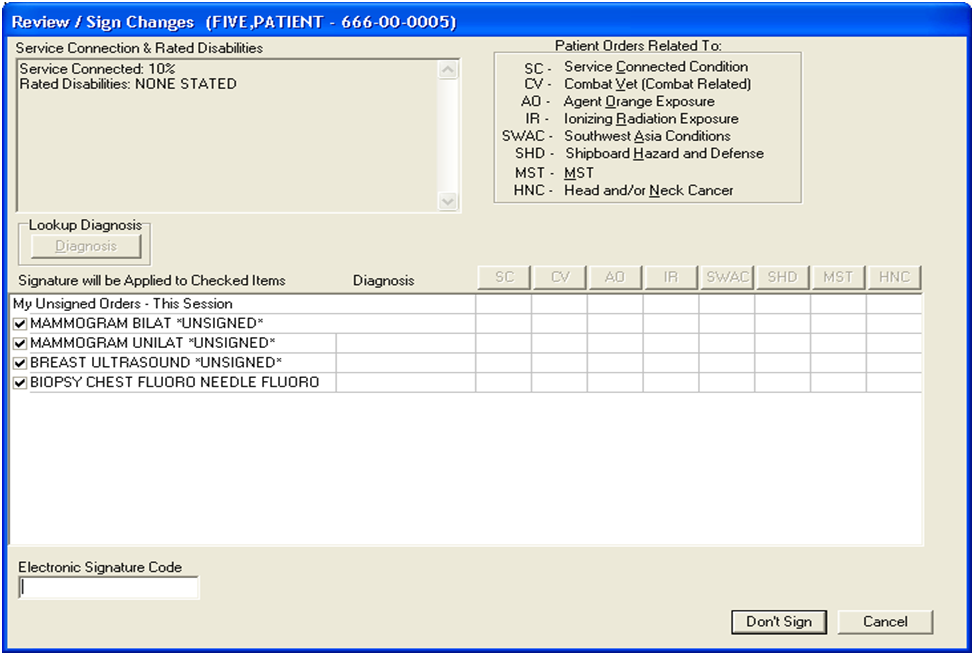 Review / Sign Changes (FIVE,PATIENT - 666-00-0005)
Service Connection & Rated Disabilities
Service Connected: 10%
Rated Disabilities: NONE STATED
Patient Orders Related To:
SC - Service Connected Condition
CV - Combat Vet (Combat Related)
AO - Agent Orange Exposure
IR - Ionizing Radiation Exposure
SWAC - Southwest Asia Conditions
SHD - Shipboard Hazard and Defense
MST - MST
HNC - Head and/or Neck Cancer
Lookup Diagnosis
Diagnosis
Signature will be Applied to Checked Items Diagnosis SC CV AO IR SWAC SHD MST HNC
My Unsigned Orders - This Session
MAMMOGRAM BILAT *UNSIGNED*
MAMMOGRAM UNILAT *UNSIGNED*
BREAST ULTRASOUND *UNSIGNED*
BIOPSY CHEST FLUORO NEEDLE FLUORO
Electronic Signature Code
Don't Sign Cancel